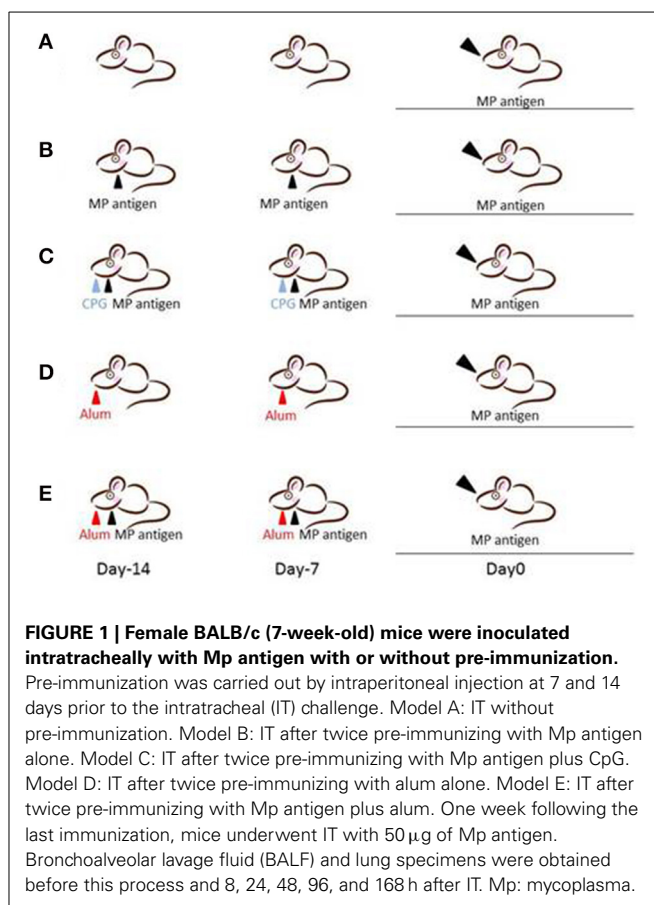 A
MP antigen
B
MP antigen MP antigen MP antigen
C
CPG MP antigen CPG MP antigen MP antigen
D
Alum Alum MP antigen
E
Alum MP antigen Alum MP antigen MP antigen
Day-14 Day-7 Day0
FIGURE 1 | Female BALB/c (7-week-old) mice were inoculated
intratracheally with Mp antigen with or without pre-immunization.
Pre-immunization was carried out by intraperitoneal injection at 7 and 14
days prior to the intratracheal (IT) challenge. Model A: IT without
pre-immunization. Model B: IT after twice pre-immunizing with Mp antigen
alone. Model C: IT after twice pre-immunizing with Mp antigen plus CpG.
Model D: IT after twice pre-immunizing with alum alone. Model E: IT after
twice pre-immunizing with Mp antigen plus alum. One week following the
last immunization, mice underwent IT with 50 μg of Mp antigen.
Bronchoalveolar lavage fluid (BALF) and lung specimens were obtained
before this process and 8, 24, 48, 96, and 168 h after IT. Mp: mycoplasma.